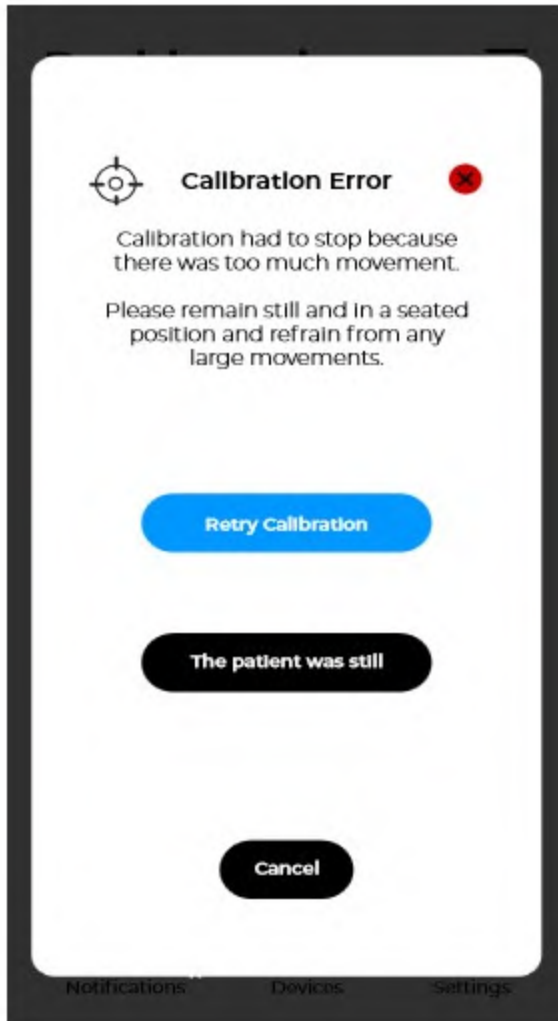 Calibration Error
Calibration had to stop because
there was too much movement.
Please remain still and in a seated
position and refrain from any
large movements.
Retry Calibration
The patient was still
Cancel
Notifications
Devices
Settings